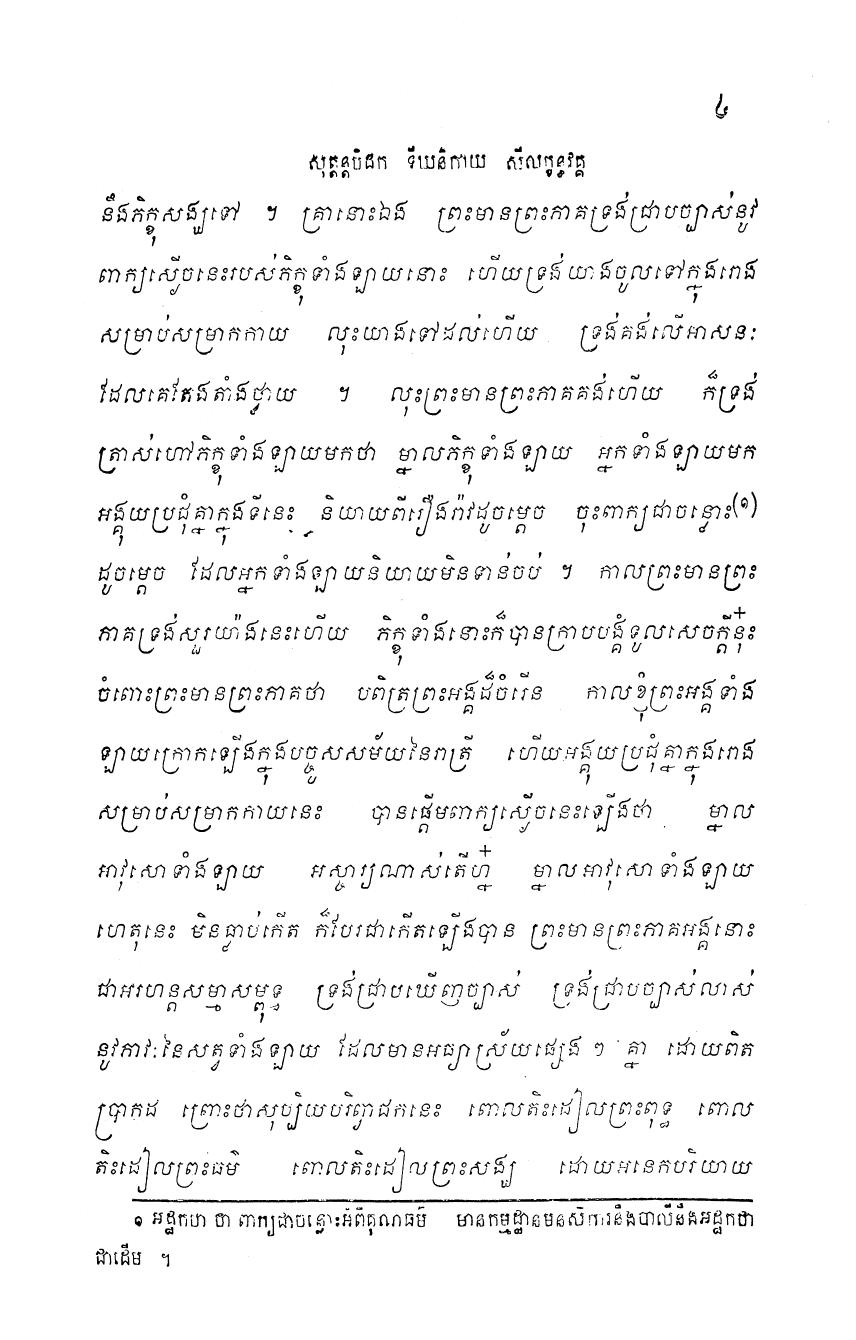 ៤
សុត្តន្តបិដក ទីឃនិកាយ សីលក្ខន្ធវគ្គ
នឹងភិក្ខុសង្ឃទៅ ។ គ្រានោះឯង ព្រះមានព្រះភាគទ្រង់ជ្រាបច្បាស់នូវ
ពាក្យស្នើចនេះរបស់ភិក្ខុទាំងឡាយនោះ ហើយទ្រង់យាងចូលទៅក្នុងរោង
សម្រាប់សម្រាកកាយ លុះយាងទៅដល់ហើយ ទ្រង់គង់លើអាសនៈ
ដែលគេតែងតាំងថ្វាយ ។ លុះព្រះមានព្រះភាគគង់ហើយ ក៏ទ្រង់
ត្រាស់ហៅភិក្ខុទាំងឡាយមកថា ម្នាលភិក្ខុទាំងឡាយ អ្នកទាំងឡាយមក
អង្គុយប្រជុំគ្នាក្នុងទីនេះ និយាយពីរឿងរ៉ាវដូចម្តេច ចុះពាក្យជាចន្លោះ(១)
ដូចម្តេច ដែលអ្នកទាំងឡាយនិយាយមិនទាន់ចប់ ។ កាលព្រះមានព្រះ
ភាគទ្រង់សួរយ៉ាងនេះហើយ ភិក្ខុទាំងនោះក៏បានក្រាបបង្គំទូលសេចក្តីនុ៎ះ
ចំពោះព្រះមានព្រះភាគថា បពិត្រព្រះអង្គដ៏ចំរើន កាលខ្ញុំព្រះអង្គទាំង
ឡាយក្រោកឡើងក្នុងបច្ចូសសម័យនៃរាត្រី ហើយអង្គុយប្រជុំគ្នាក្នុងរោង
សម្រាប់សម្រាកកាយនេះ បានផ្តើមពាក្យស្នើចនេះឡើងថា ម្នាល
អាវុសោទាំងឡាយ អស្ចារ្យណាស់តើហ្ន៎ ម្នាលអាវុសោទាំងឡាយ
ហេតុនេះ មិនធ្លាប់កើត ក៏បែរជាកើតឡើងបាន ព្រះមានព្រះភាគអង្គនោះ
ជាអរហន្តសម្មាសម្ពុទ្ធ ទ្រង់ជ្រាបឃើញច្បាស់ ទ្រង់ជ្រាបច្បាស់លាស់
នូវភាវៈនៃសត្វទាំងឡាយ ដែលមានអធ្យាស្រ័យផ្សេង ៗ គ្នា ដោយពិត
ប្រាកដ ព្រោះថាសុប្បិយបរិព្វាជកនេះ ពោលតិះដៀលព្រះពុទ្ធ ពោល
តិះដៀលព្រះធម៌ ពោលតិះដៀលព្រះសង្ឃ ដោយអនេកបរិយាយ
១ អដ្ឋកថា ថា ពាក្យជាចន្លោះអំពីគុណធម៌ មានកម្មដ្ឋានមនសិការនឹងបាលីនឹងអដ្ឋកថា
ជាដើម ។